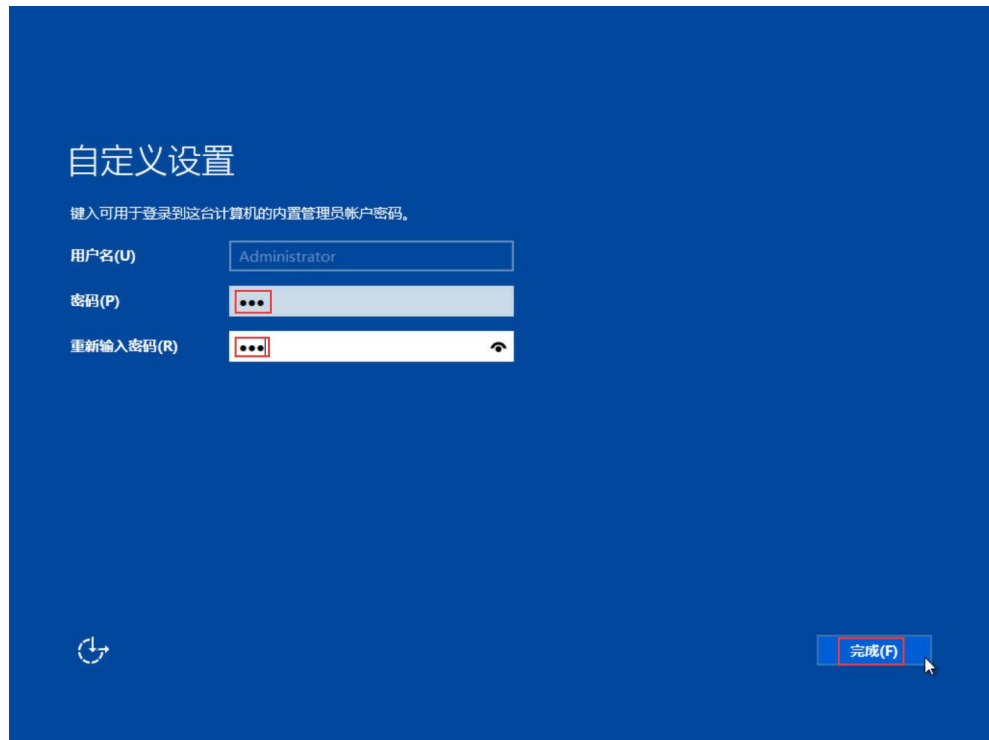 自定义设置
键入可用于登录到这台计算机的内置管理员帐户密码。
用户名(U) Administrator
密码(P) •••
重新输入密码(R) •••
完成(F)